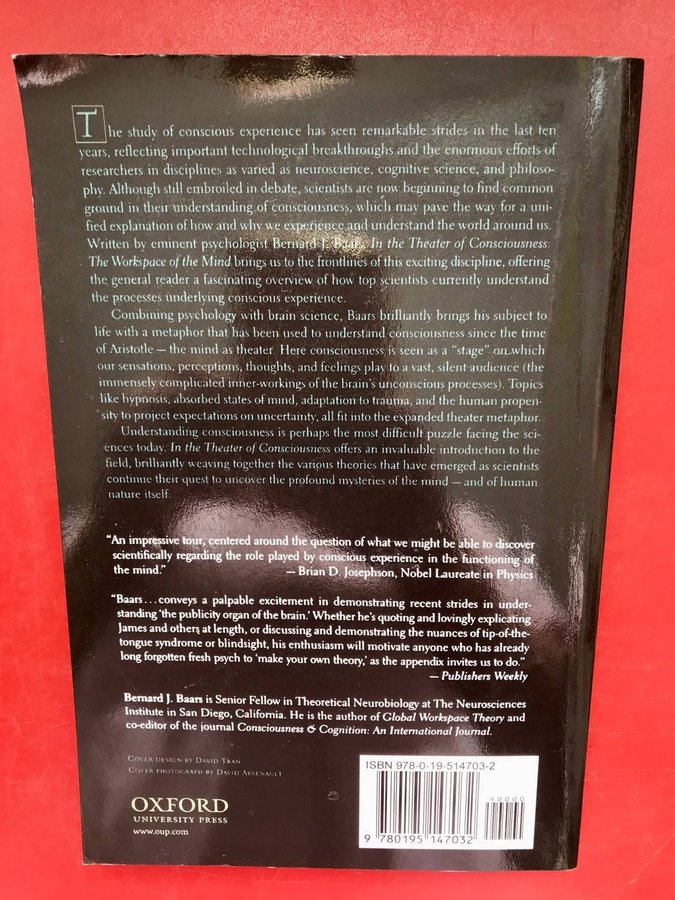 The study of conscious experience has seen remarkable strides in the last ten
years, reflecting important technological breakthroughs and the enormous efforts of
researchers in disciplines as varied as neuroscience, cognitive science, and philoso-
phy. Although still embroiled in debate, scientists are now beginning to find common
ground in their understanding of consciousness, which may pave the way for a uni-
fied explanation of how and why we experience and understand the world around us.
Written by eminent psychologist Bernard J. Baars, In the Theater of Consciousness:
The Workspace of the Mind brings us to the frontlines of this exciting discipline, offering
the general reader a fascinating overview of how top scientists currently understand
the processes underlying conscious experience.
Combining psychology with brain science, Baars brilliantly brings his subject to
life with a metaphor that has been used to understand consciousness since the time
of Aristotle — the mind as theater. Here consciousness is seen as a "stage" on which
our sensations, perceptions, thoughts, and feelings play to a vast, silent audience (the
immensely complicated inner-workings of the brain's unconscious processes). Topics
like hypnosis, absorbed states of mind, adaptation to trauma, and the human propen-
sity to project expectations on uncertainty, all fit into the expanded theater metaphor.
Understanding consciousness is perhaps the most difficult puzzle facing the sci-
ences today. In the Theater of Consciousness offers an invaluable introduction to the
field, brilliantly weaving together the various theories that have emerged as scientists
continue their quest to uncover the profound mysteries of the mind — and of human
nature itself.
"An impressive tour, centered around the question of what we might be able to discover
scientifically regarding the role played by conscious experience in the functioning of
the mind." — Brian D. Josephson, Nobel Laureate in Physics
"Baars...conveys a palpable excitement in demonstrating recent strides in under-
standing 'the publicity organ of the brain.' Whether he's quoting and lovingly explicating
James and others at length, or discussing and demonstrating the nuances of tip-of-the-
tongue syndrome or blindsight, his enthusiasm will motivate anyone who has already
long forgotten fresh psych to 'make your own theory,' as the appendix invites us to do."
— Publishers Weekly
Bernard J. Baars is Senior Fellow in Theoretical Neurobiology at The Neurosciences
Institute in San Diego, California. He is the author of Global Workspace Theory and
co-editor of the journal Consciousness & Cognition: An International Journal.
Cover design by David Tran
Cover photograph by David Arsenault
OXFORD
UNIVERSITY PRESS
www.oup.com
ISBN 978-0-19-514703-2
90000
9 780195 147032